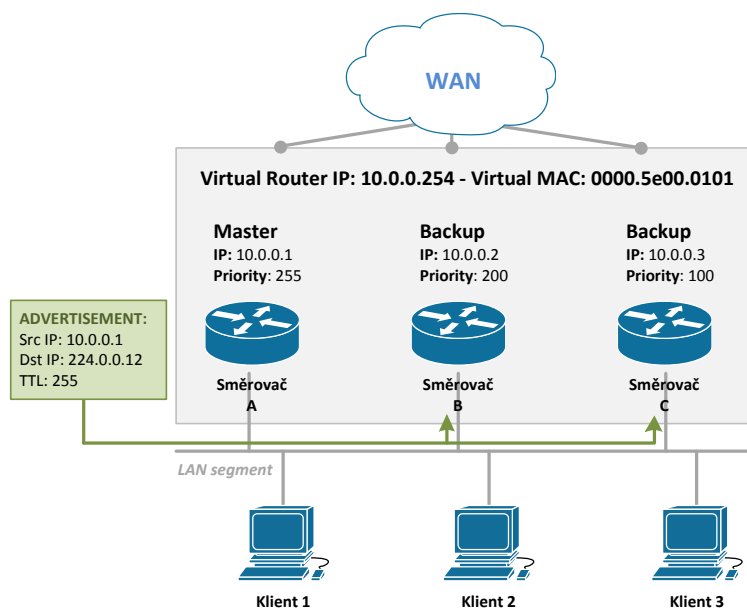 WAN
Virtual Router IP: 10.0.0.254 - Virtual MAC: 0000.5e00.0101
Master
IP: 10.0.0.1
Priority: 255
Backup
IP: 10.0.0.2
Priority: 200
Backup
IP: 10.0.0.3
Priority: 100
ADVERTISEMENT:
Src IP: 10.0.0.1
Dst IP: 224.0.0.12
TTL: 255
Směrovač
A
Směrovač
B
Směrovač
C
LAN segment
Klient 1
Klient 2
Klient 3